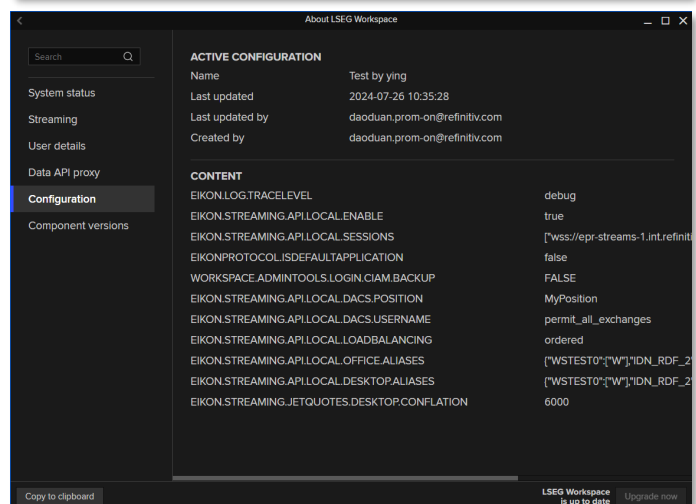 About LSEG Workspace
Search
System status
Streaming
User details
Data API proxy
Configuration
Component versions
ACTIVE CONFIGURATION
Name Test by ying
Last updated 2024-07-26 10:35:28
Last updated by daoduan.prom-on@refinitiv.com
Created by daoduan.prom-on@refinitiv.com
CONTENT
EIKON.LOG.TRACELEVEL debug
EIKON.STREAMING.API.LOCAL.ENABLE true
EIKON.STREAMING.API.LOCAL.SESSIONS ["wss://epr-streams-1.int.refiniti
EIKONPROTOCOL.ISDEFAULTAPPLICATION false
WORKSPACE.ADMINTOOLS.LOGIN.CIAM.BACKUP FALSE
EIKON.STREAMING.API.LOCAL.DACS.POSITION MyPosition
EIKON.STREAMING.API.LOCAL.DACS.USERNAME permit_all_exchanges
EIKON.STREAMING.API.LOCAL.LOADBALANCING ordered
EIKON.STREAMING.API.LOCAL.OFFICE.ALIASES {"WSTEST0":["W"],"IDN_RDF_2"
EIKON.STREAMING.API.LOCAL.DESKTOP.ALIASES {"WSTEST0":["W"],"IDN_RDF_2"
EIKON.STREAMING.JETQUOTES.DESKTOP.CONFLATION 6000
Copy to clipboard
LSEG Workspace
is up to date
Upgrade now